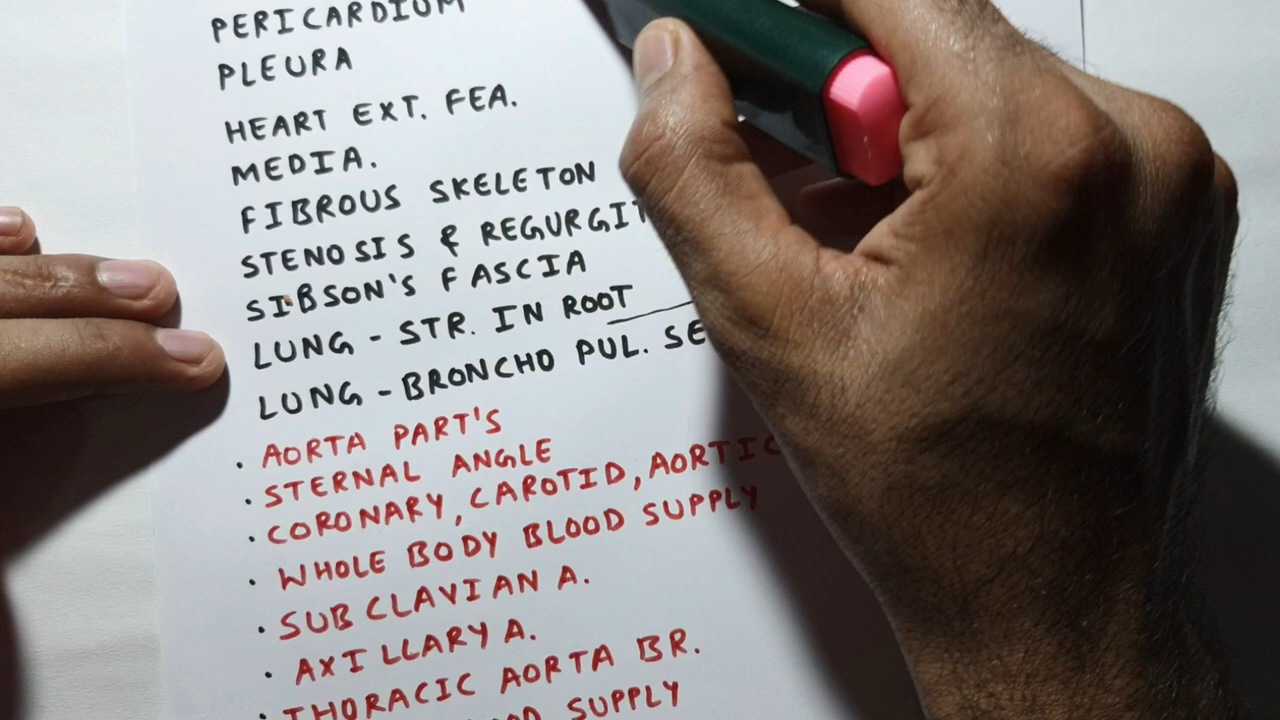 PERICARDIUM
PLEURA
HEART EXT. FEA.
MEDIA.
FIBROUS SKELETON
STENOSIS & REGURGIT
SIBSON'S FASCIA
LUNG - STR. IN ROOT
LUNG - BRONCHO PUL. SE
· AORTA PART'S
· STERNAL ANGLE
· CORONARY, CAROTID, AORTIC
· WHOLE BODY BLOOD SUPPLY
· SUBCLAVIAN A.
· AXILLARY A.
· THORACIC AORTA BR.
SUPPLY